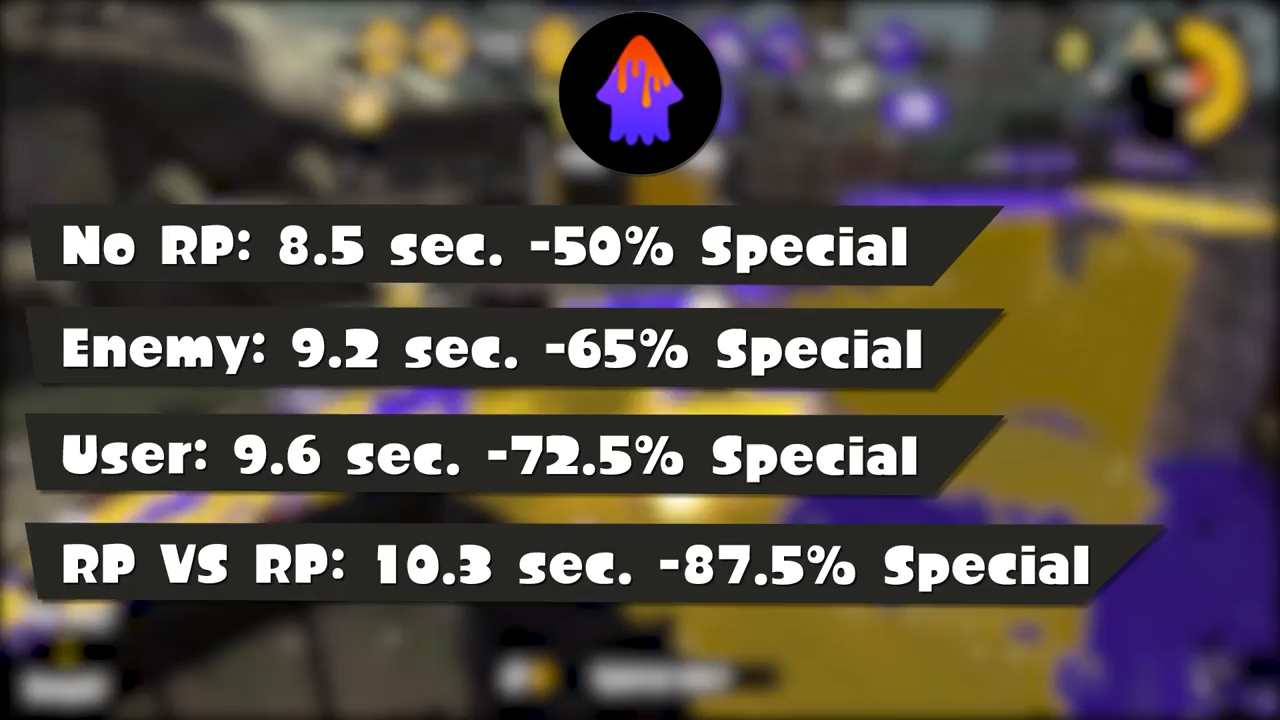 No RP: 8.5 sec. -50% Special
Enemy: 9.2 sec. -65% Special
User: 9.6 sec. -72.5% Special
RP VS RP: 10.3 sec. -87.5% Special